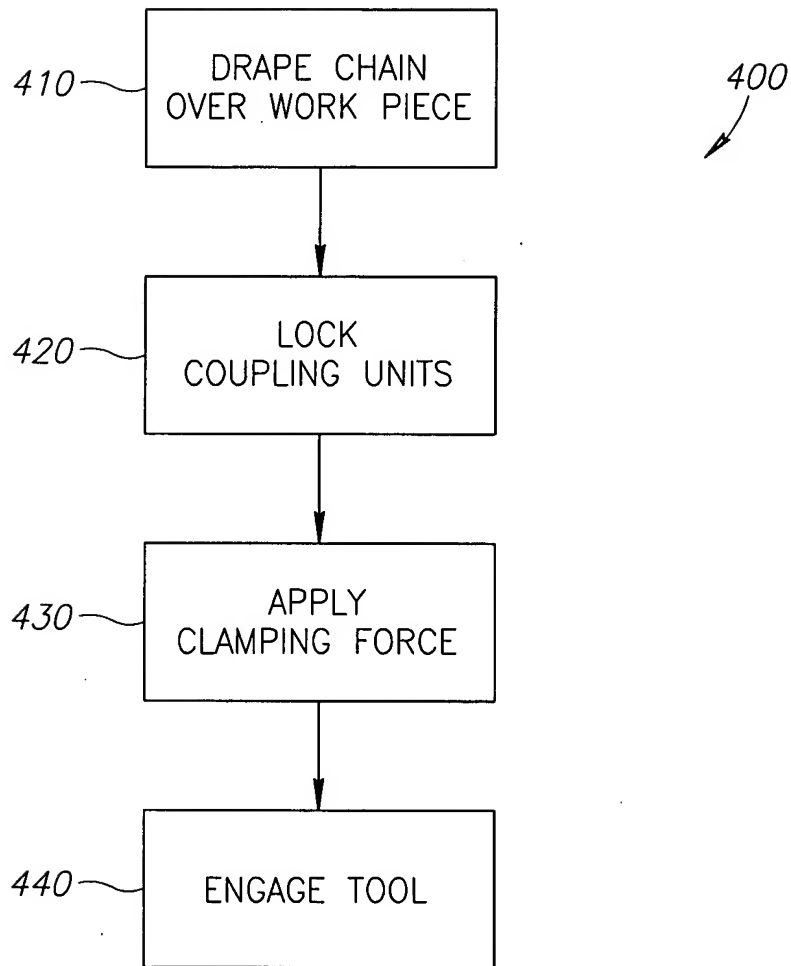 410
DRAPE CHAIN
OVER WORK PIECE
400
420
LOCK
COUPLING UNITS
430
APPLY
CLAMPING FORCE
440
ENGAGE TOOL